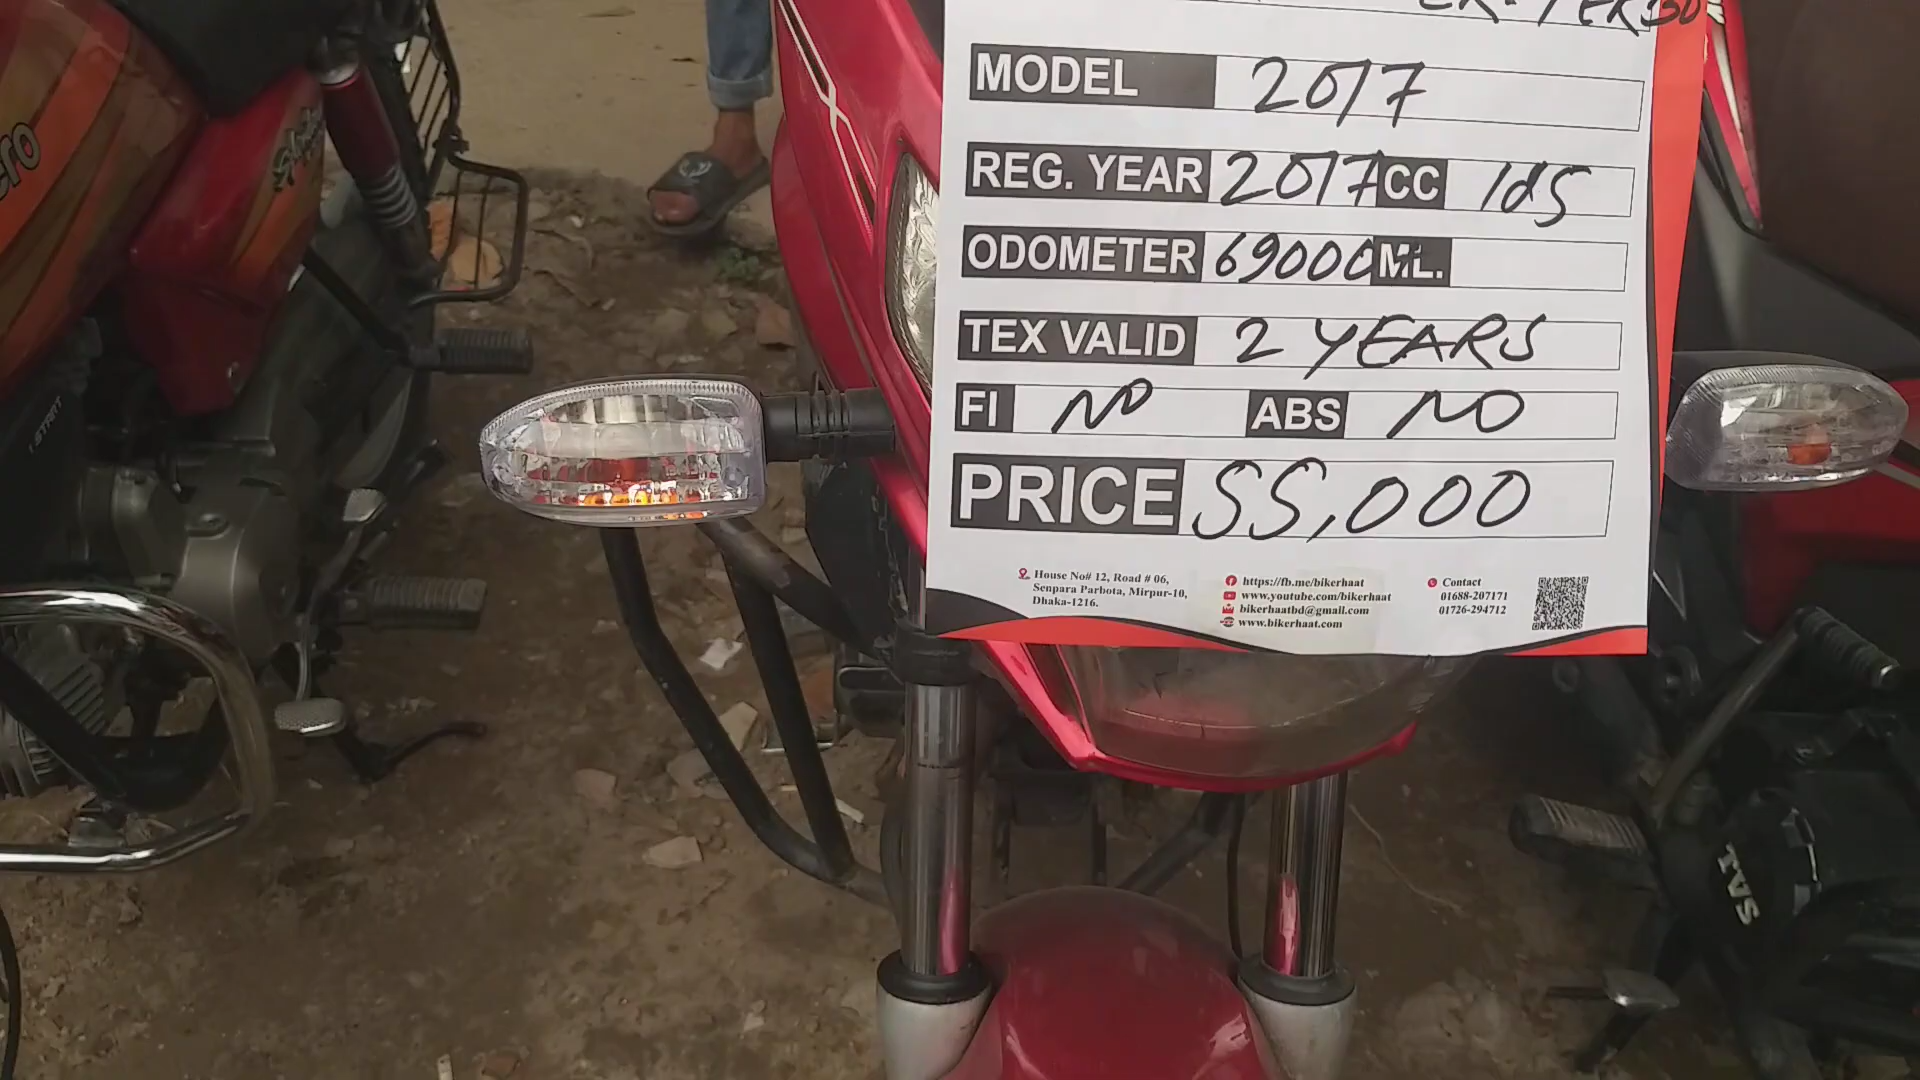 MODEL 2017
REG. YEAR 2017 CC 125
ODOMETER 69000 ML.
TEX VALID 2 YEARS
FI NO ABS NO
PRICE 55,000
House No# 12, Road # 06,
Senpara Parbota, Mirpur-10,
Dhaka-1216.
https://fb.me/bikerhaat
www.youtube.com/bikerhaat
bikerhaatbd@gmail.com
www.bikerhaat.com
Contact
01688-207171
01726-294712
TVS